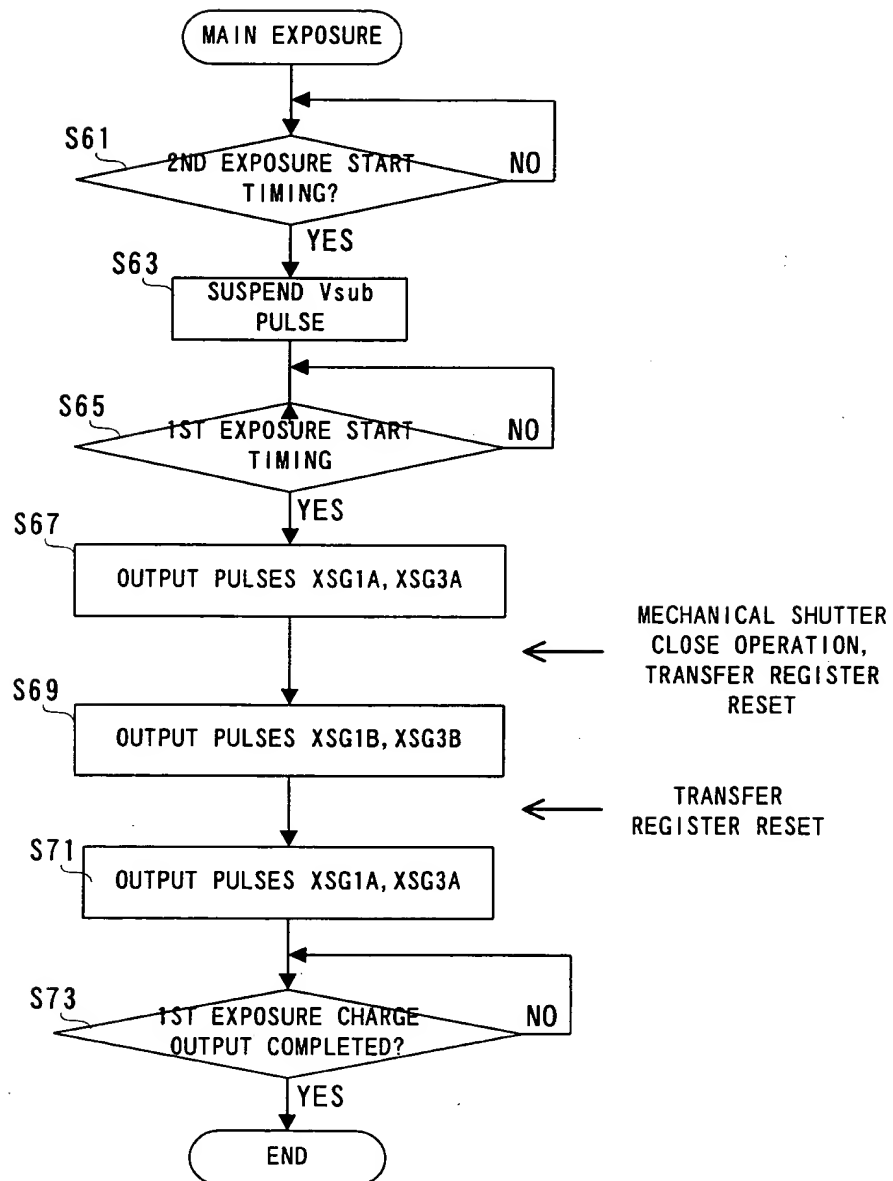 MAIN EXPOSURE
S61
2ND EXPOSURE START
TIMING?
NO
YES
S63
SUSPEND Vsub
PULSE
S65
1ST EXPOSURE START
TIMING
NO
YES
S67
OUTPUT PULSES XSG1A, XSG3A
MECHANICAL SHUTTER
CLOSE OPERATION,
TRANSFER REGISTER
RESET
S69
OUTPUT PULSES XSG1B, XSG3B
TRANSFER
REGISTER RESET
S71
OUTPUT PULSES XSG1A, XSG3A
S73
1ST EXPOSURE CHARGE
OUTPUT COMPLETED?
NO
YES
END